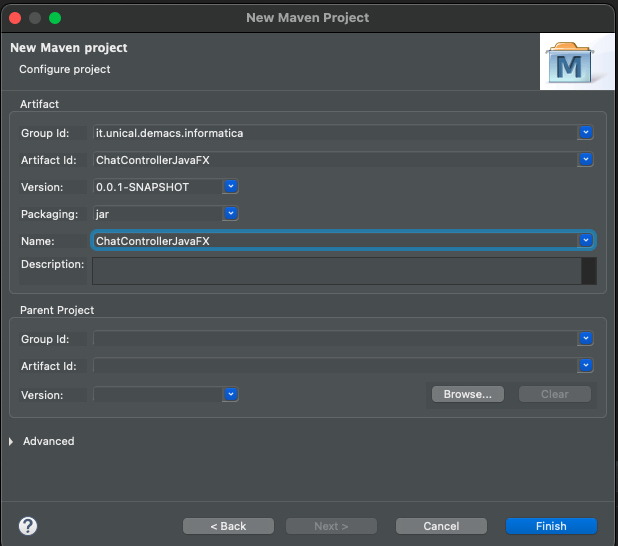 New Maven Project
New Maven project
Configure project
M
Artifact
Group Id: it.unical.demacs.informatica
Artifact Id: ChatControllerJavaFX
Version: 0.0.1-SNAPSHOT
Packaging: jar
Name: ChatControllerJavaFX
Description:
Parent Project
Group Id:
Artifact Id:
Version: Browse... Clear
Advanced
? < Back Next > Cancel Finish